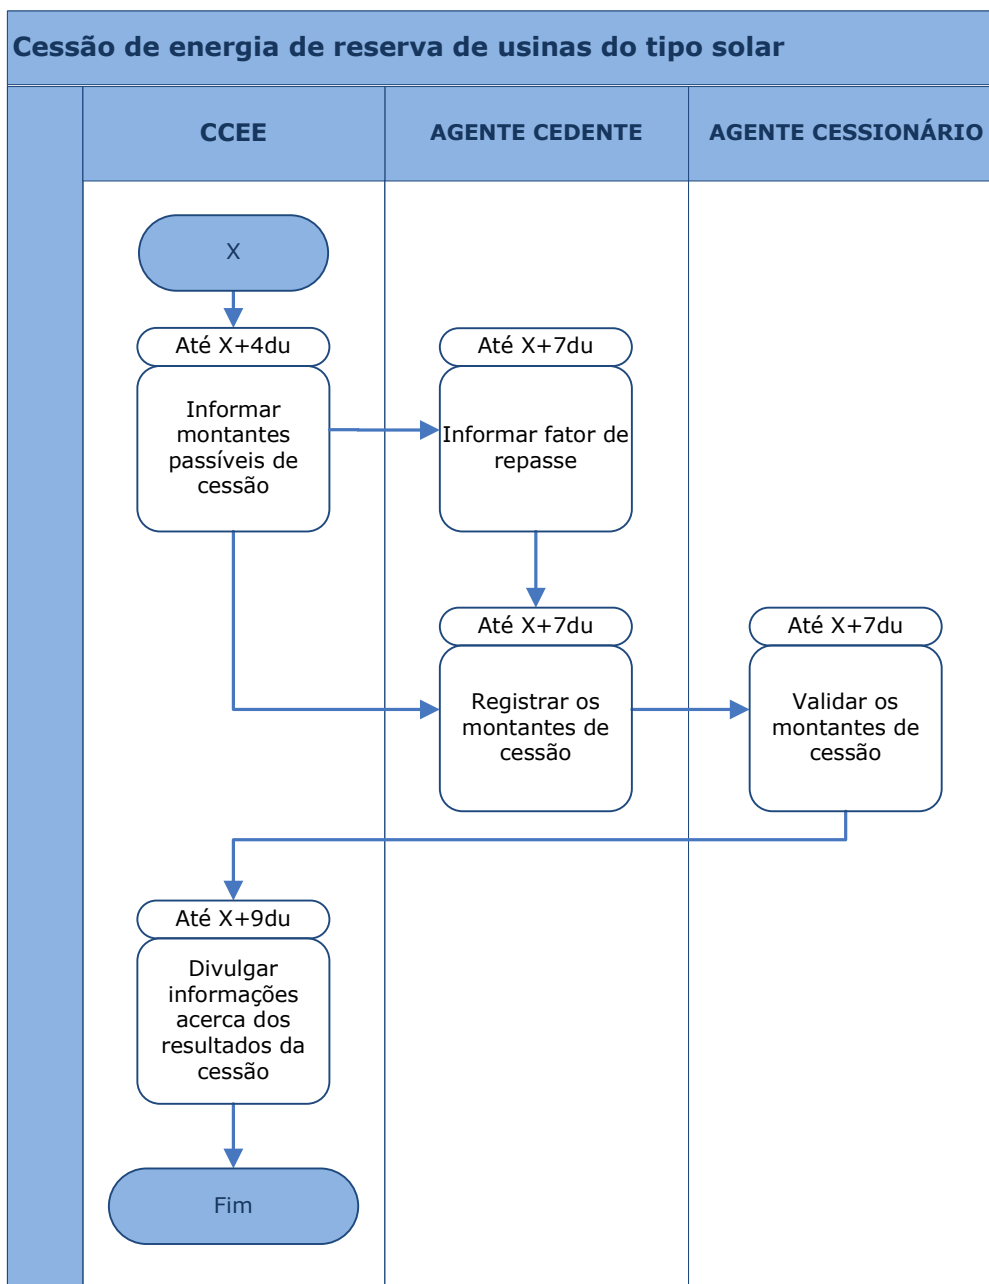 Cessão de energia de reserva de usinas do tipo solar
CCEE
AGENTE CEDENTE
AGENTE CESSIONÁRIO
X
Até X+4du
Informar
montantes
passíveis de
cessão
Até X+7du
Informar fator de
repasse
Até X+7du
Registrar os
montantes de
cessão
Até X+7du
Validar os
montantes de
cessão
Até X+9du
Divulgar
informações
acerca dos
resultados da
cessão
Fim